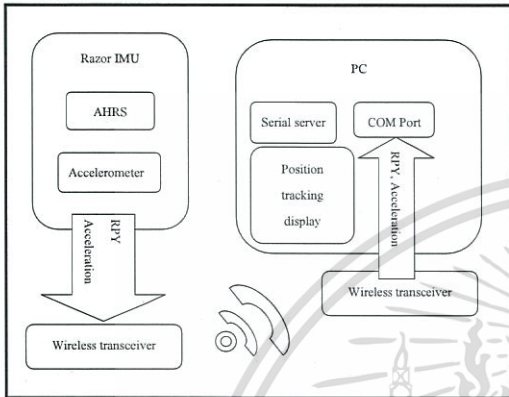 Razor IMU
AHRS
Accelerometer
RPY
Acceleration
Wireless transceiver
PC
Serial server
COM Port
Position
tracking
display
RPY, Acceleration
Wireless transceiver